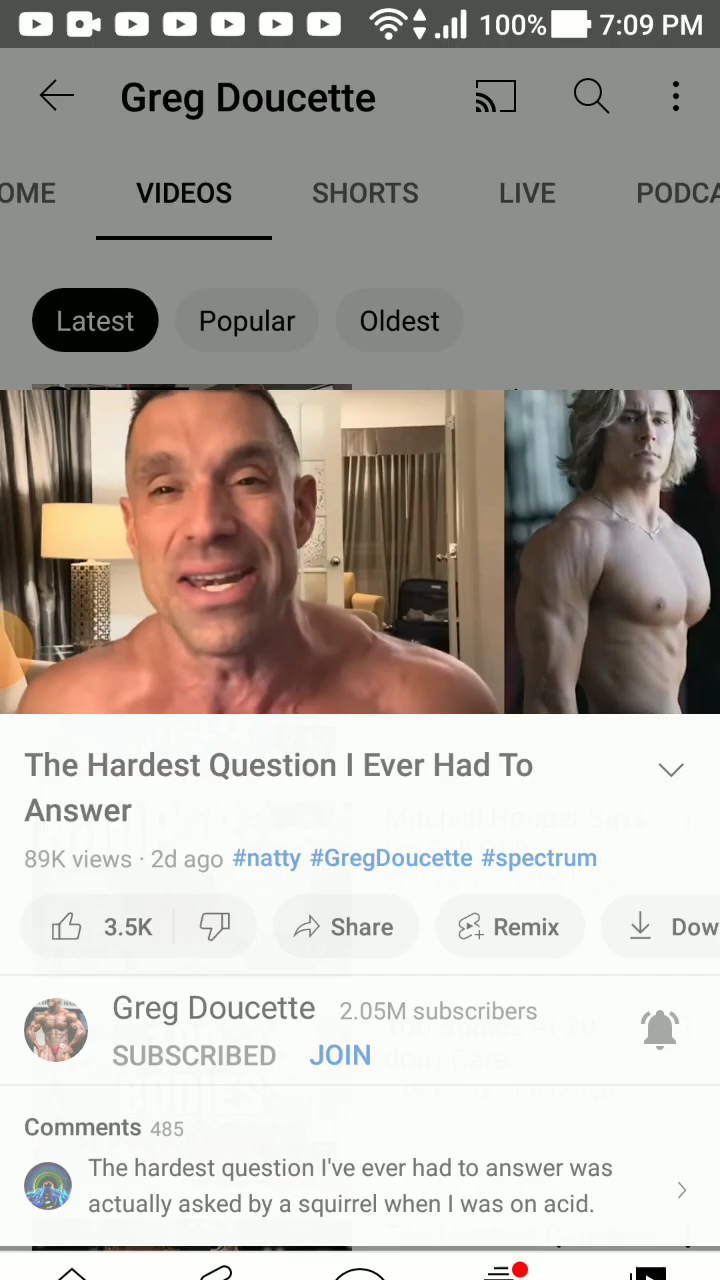 100% 7:09 PM
Greg Doucette
OME VIDEOS SHORTS LIVE PODCA
Latest Popular Oldest
The Hardest Question I Ever Had To
Answer
89K views · 2d ago #natty #GregDoucette #spectrum
3.5K Share Remix Dow
Greg Doucette 2.05M subscribers
SUBSCRIBED JOIN
Comments 485
The hardest question I've ever had to answer was
actually asked by a squirrel when I was on acid.